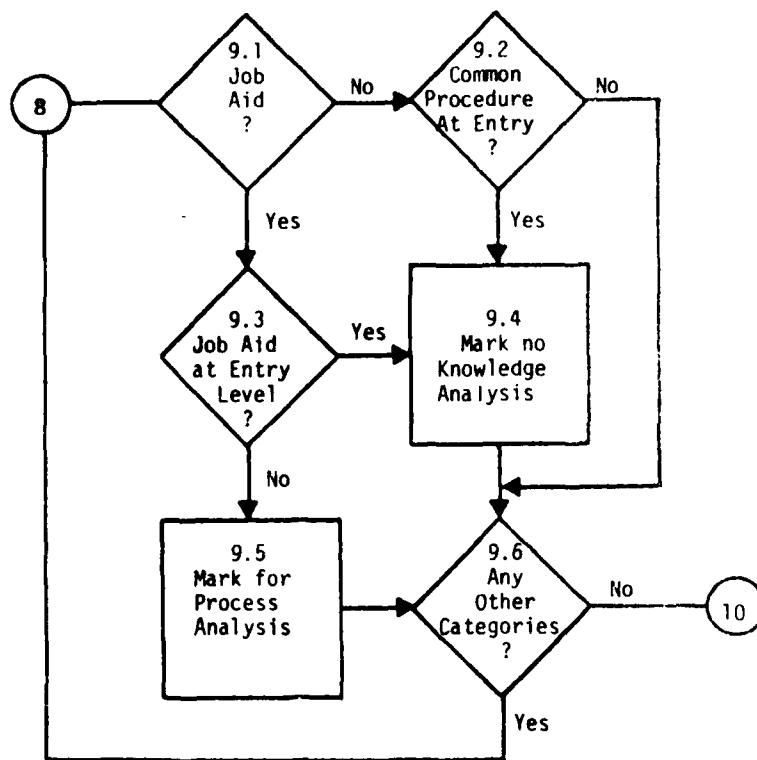 8
9.1
Job
Aid
?
No
9.2
Common
Procedure
At Entry
?
No
Yes
Yes
9.3
Job Aid
at Entry
Level
?
Yes
9.4
Mark no
Knowledge
Analysis
No
9.5
Mark for
Process
Analysis
9.6
Any
Other
Categories
?
No
10
Yes